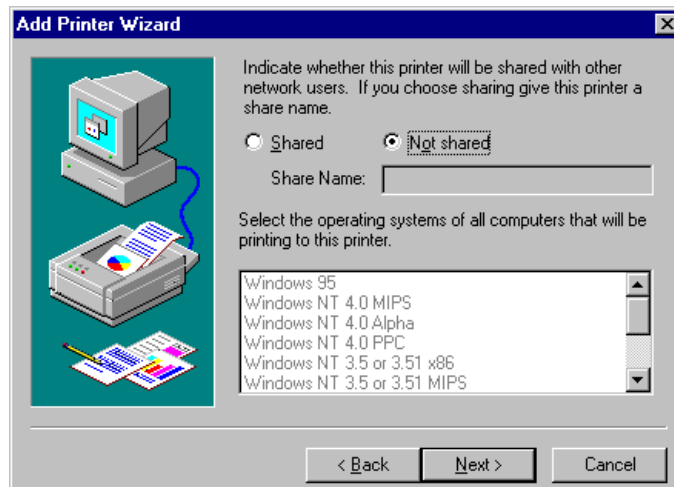 Add Printer Wizard
Indicate whether this printer will be shared with other
network users.  If you choose sharing give this printer a
share name.
Shared
Not shared
Share Name:
Select the operating systems of all computers that will be
printing to this printer.
Windows 95
Windows NT 4.0 MIPS
Windows NT 4.0 Alpha
Windows NT 4.0 PPC
Windows NT 3.5 or 3.51 x86
Windows NT 3.5 or 3.51 MIPS
< Back
Next >
Cancel